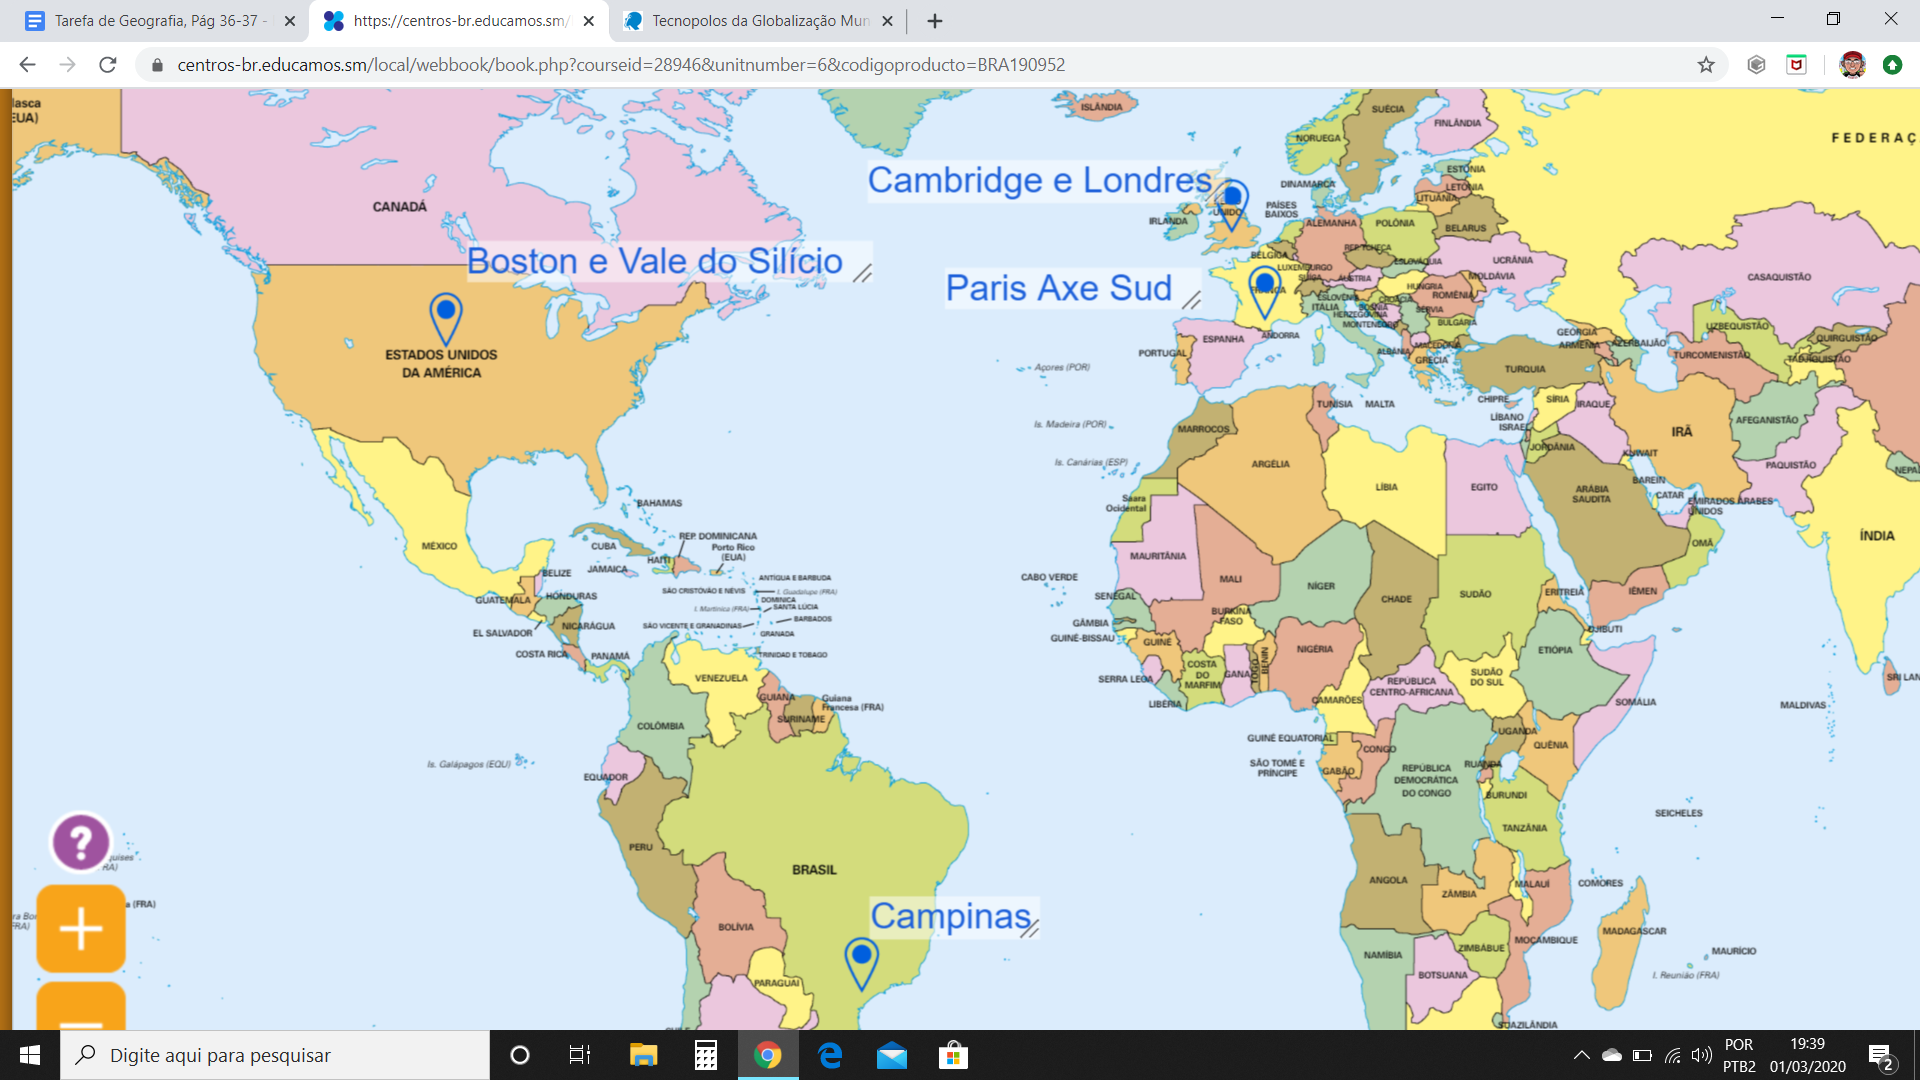 Tarefa de Geografia, Pág 36-37 -
https://centros-br.educamos.sm/
Tecnopolos da Globalização Mun
centros-br.educamos.sm/local/webbook/book.php?courseid=28946&unitnumber=6&codigoproducto=BRA190952
lasca
EUA)
CANADÁ
ISLÂNDIA
SUÉCIA
FINLÂNDIA
NORUEGA
FEDERAÇ
Cambridge e Londres
DINAMARCA
ESTÔNIA
LETÔNIA
LITUÂNIA
UNIDO
IRLANDA
PAÍSES
BAIXOS
ALEMANHA
POLÔNIA
BELARUS
Boston e Vale do Silício
BÉLGICA
REP. TCHECA
LUXEMBURGO
ESLOVÁQUIA
UCRÂNIA
SUÍÇA
ÁUSTRIA
MOLDÁVIA
CASAQUISTÃO
Paris Axe Sud
HUNGRIA
ROMÊNIA
ESLOVÊNIA
CROÁCIA
ITÁLIA
BÓSNIA
HERZEGÓVINA
SÉRVIA
MONTENEGRO
BULGÁRIA
ESTADOS UNIDOS
DA AMÉRICA
PORTUGAL
ESPANHA
ANDORRA
ALBÂNIA
MACEDÔNIA
GRÉCIA
GEORGIA
ARMÊNIA
AZERBAIJÃO
UZBEQUISTÃO
QUIRGUISTÃO
TURCOMENISTÃO
TADJIQUISTÃO
Açores (POR)
TURQUIA
TUNÍSIA
MALTA
CHIPRE
SÍRIA
IRAQUE
LÍBANO
ISRAEL
AFEGANISTÃO
Is. Madeira (POR)
MARROCOS
JORDÂNIA
IRÃ
KUWAIT
PAQUISTÃO
NEPAL
Is. Canárias (ESP)
ARGÉLIA
LÍBIA
EGITO
ARÁBIA
SAUDITA
BAREIN
CATAR
EMIRADOS ÁRABES
UNIDOS
Saara
Ocidental
OMÃ
ÍNDIA
BAHAMAS
MÉXICO
CUBA
REP. DOMINICANA
Porto Rico
(EUA)
HAITI
JAMAICA
BELIZE
MAURITÂNIA
ANTÍGUA E BARBUDA
SÃO CRISTÓVÃO E NÉVIS
I. Guadalupe (FRA)
DOMINICA
I. Martinica (FRA)
SANTA LÚCIA
BARBADOS
SÃO VICENTE E GRANADINAS
GRANADA
TRINIDAD E TOBAGO
GUATEMALA
HONDURAS
EL SALVADOR
NICARÁGUA
COSTA RICA
PANAMÁ
CABO VERDE
SENEGAL
GÂMBIA
GUINÉ-BISSAU
MALI
NÍGER
CHADE
SUDÃO
ERITREIA
IÊMEN
DJIBUTI
BURKINA
FASO
GUINÉ
SERRA LEOA
LIBÉRIA
COSTA
DO
MARFIM
GANA
TOGO
BENIN
NIGÉRIA
CAMARÕES
REPÚBLICA
CENTRO-AFRICANA
SUDÃO
DO SUL
ETIÓPIA
SOMÁLIA
SRI LAN
MALDIVAS
VENEZUELA
GUIANA
SURINAME
Guiana
Francesa (FRA)
COLÔMBIA
Is. Galápagos (EQU)
EQUADOR
GUINÉ EQUATORIAL
SÃO TOMÉ E
PRÍNCIPE
GABÃO
CONGO
REPÚBLICA
DEMOCRÁTICA
DO CONGO
UGANDA
QUÊNIA
RUANDA
BURUNDI
TANZÂNIA
SEICHELES
PERU
BRASIL
Campinas
BOLÍVIA
PARAGUAI
ANGOLA
ZÂMBIA
MALAUÍ
COMORES
MOÇAMBIQUE
ZIMBÁBUE
NAMÍBIA
BOTSUANA
MADAGASCAR
MAURÍCIO
I. Reunião (FRA)
SUAZILÂNDIA
?
uises
RA)
a (FRA)
ra Bo
FRA)
+
Digite aqui para pesquisar
POR
PTB2
19:39
01/03/2020
2